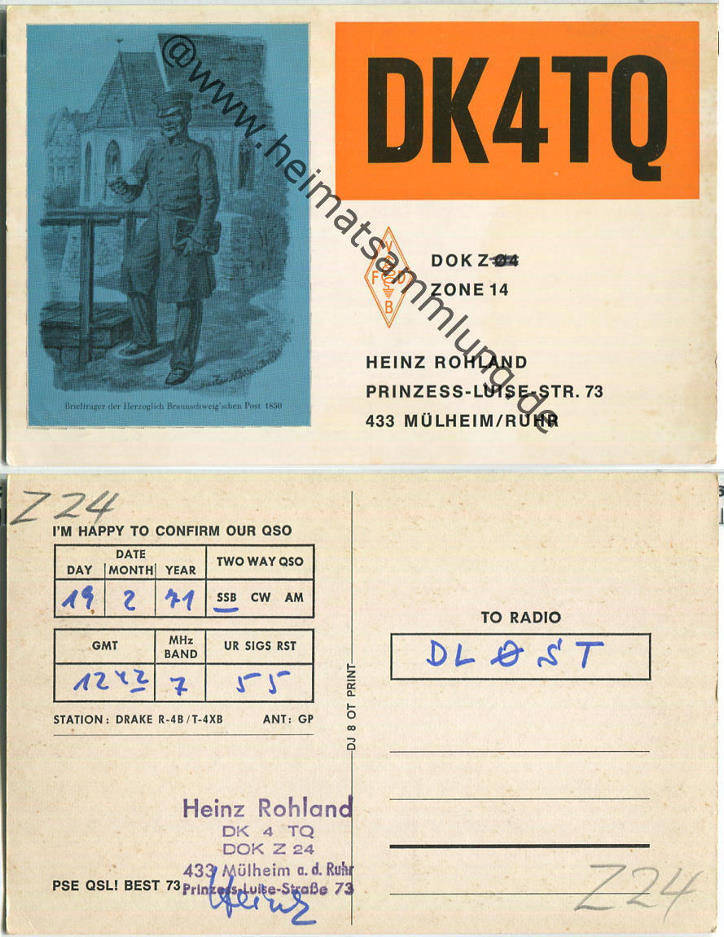 @www.heimatsammlung.de
DK4TQ
Briefträger der Herzoglich Braunschweig'schen Post 1850
V
F D
B
DOK Z 04
ZONE 14
HEINZ ROHLAND
PRINZESS-LUISE-STR. 73
433 MÜLHEIM/RUHR
Z24
I'M HAPPY TO CONFIRM OUR QSO
DAY DATE MONTH YEAR TWO WAY QSO
19 2 71 SSB CW AM
GMT MHz BAND UR SIGS RST
1242 7 55
STATION: DRAKE R-4B/T-4XB ANT: GP
DJ 8 OT PRINT
TO RADIO
DLØST
Heinz Rohland
DK 4 TQ
DOK Z 24
433 Mülheim a. d. Ruhr
Prinzess-Luise-Straße 73
PSE QSL! BEST 73
Heinz
Z24